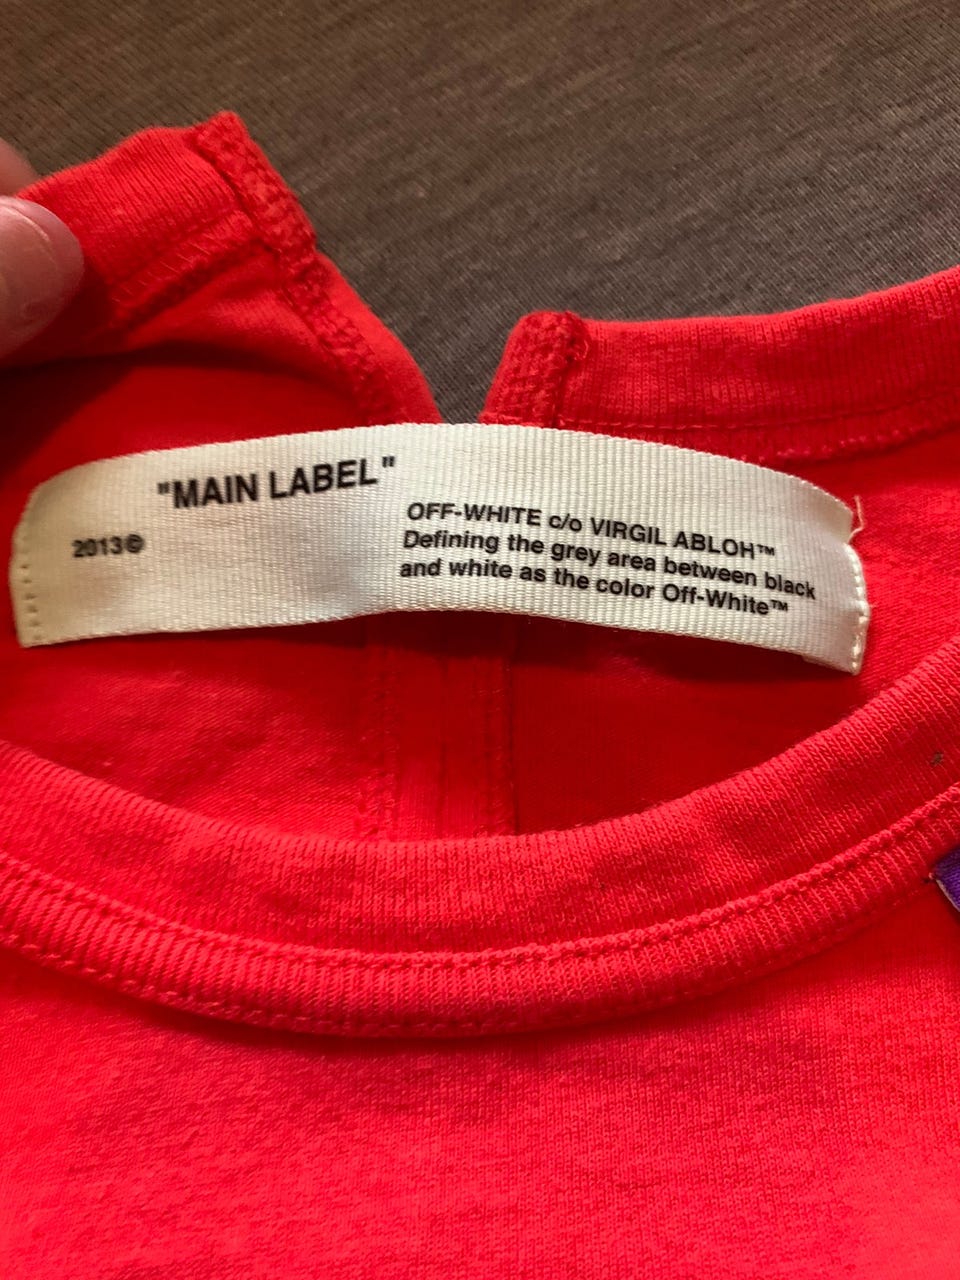 "MAIN LABEL"
2013©
OFF-WHITE c/o VIRGIL ABLOH™
Defining the grey area between black
and white as the color Off-White™